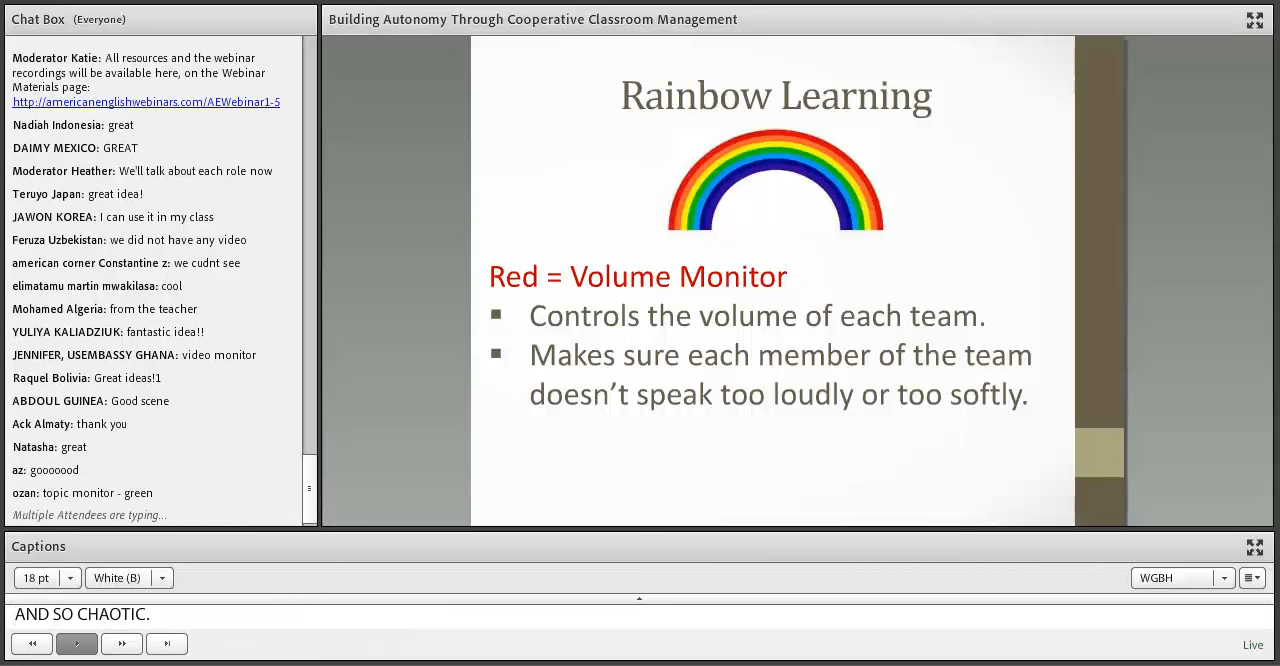 Chat Box (Everyone)
Moderator Katie: All resources and the webinar
recordings will be available here, on the Webinar
Materials page:
http://americanenglishwebinars.com/AEWebinar1-5
Nadiah Indonesia: great
DAIMY MEXICO: GREAT
Moderator Heather: We'll talk about each role now
Teruyo Japan: great idea!
JAWON KOREA: I can use it in my class
Feruza Uzbekistan: we did not have any video
american corner Constantine z: we cudnt see
elimatamu martin mwakilasa: cool
Mohamed Algeria: from the teacher
YULIYA KALIADZIUK: fantastic idea!!
JENNIFER, USEMBASSY GHANA: video monitor
Raquel Bolivia: Great ideas!1
ABDOUL GUINEA: Good scene
Ack Almaty: thank you
Natasha: great
az: gooooood
ozan: topic monitor - green
Multiple Attendees are typing...
Building Autonomy Through Cooperative Classroom Management
Rainbow Learning
Red = Volume Monitor
Controls the volume of each team.
Makes sure each member of the team
doesn't speak too loudly or too softly.
Captions
18 pt White (B) WGBH
AND SO CHAOTIC.
Live